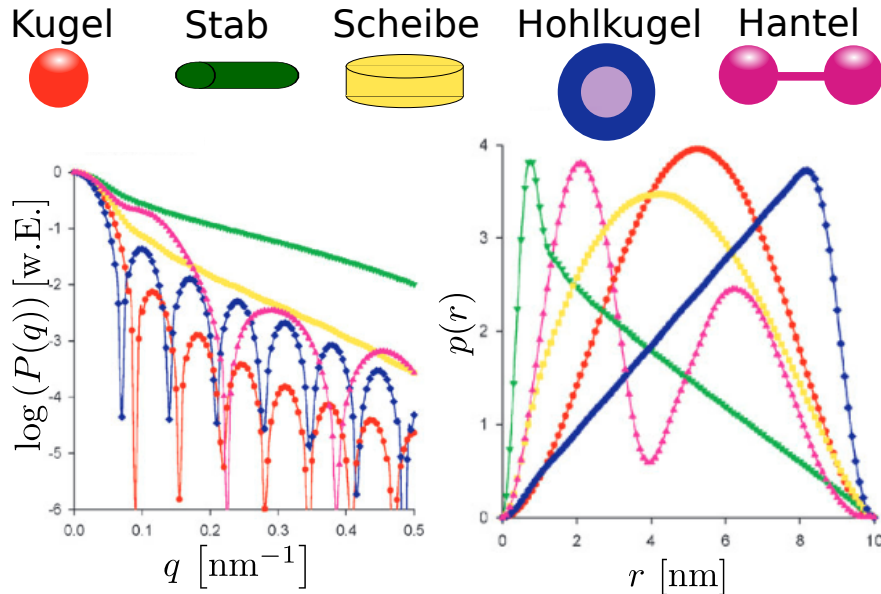 Kugel Stab Scheibe Hohlkugel Hantel
log (P(q)) [w.E.]
0
-1
-2
-3
-4
-5
-6
0.0 0.1 0.2 0.3 0.4 0.5
q [nm⁻¹]
p(r)
4
3
2
1
0
0 2 4 6 8 10
r [nm]